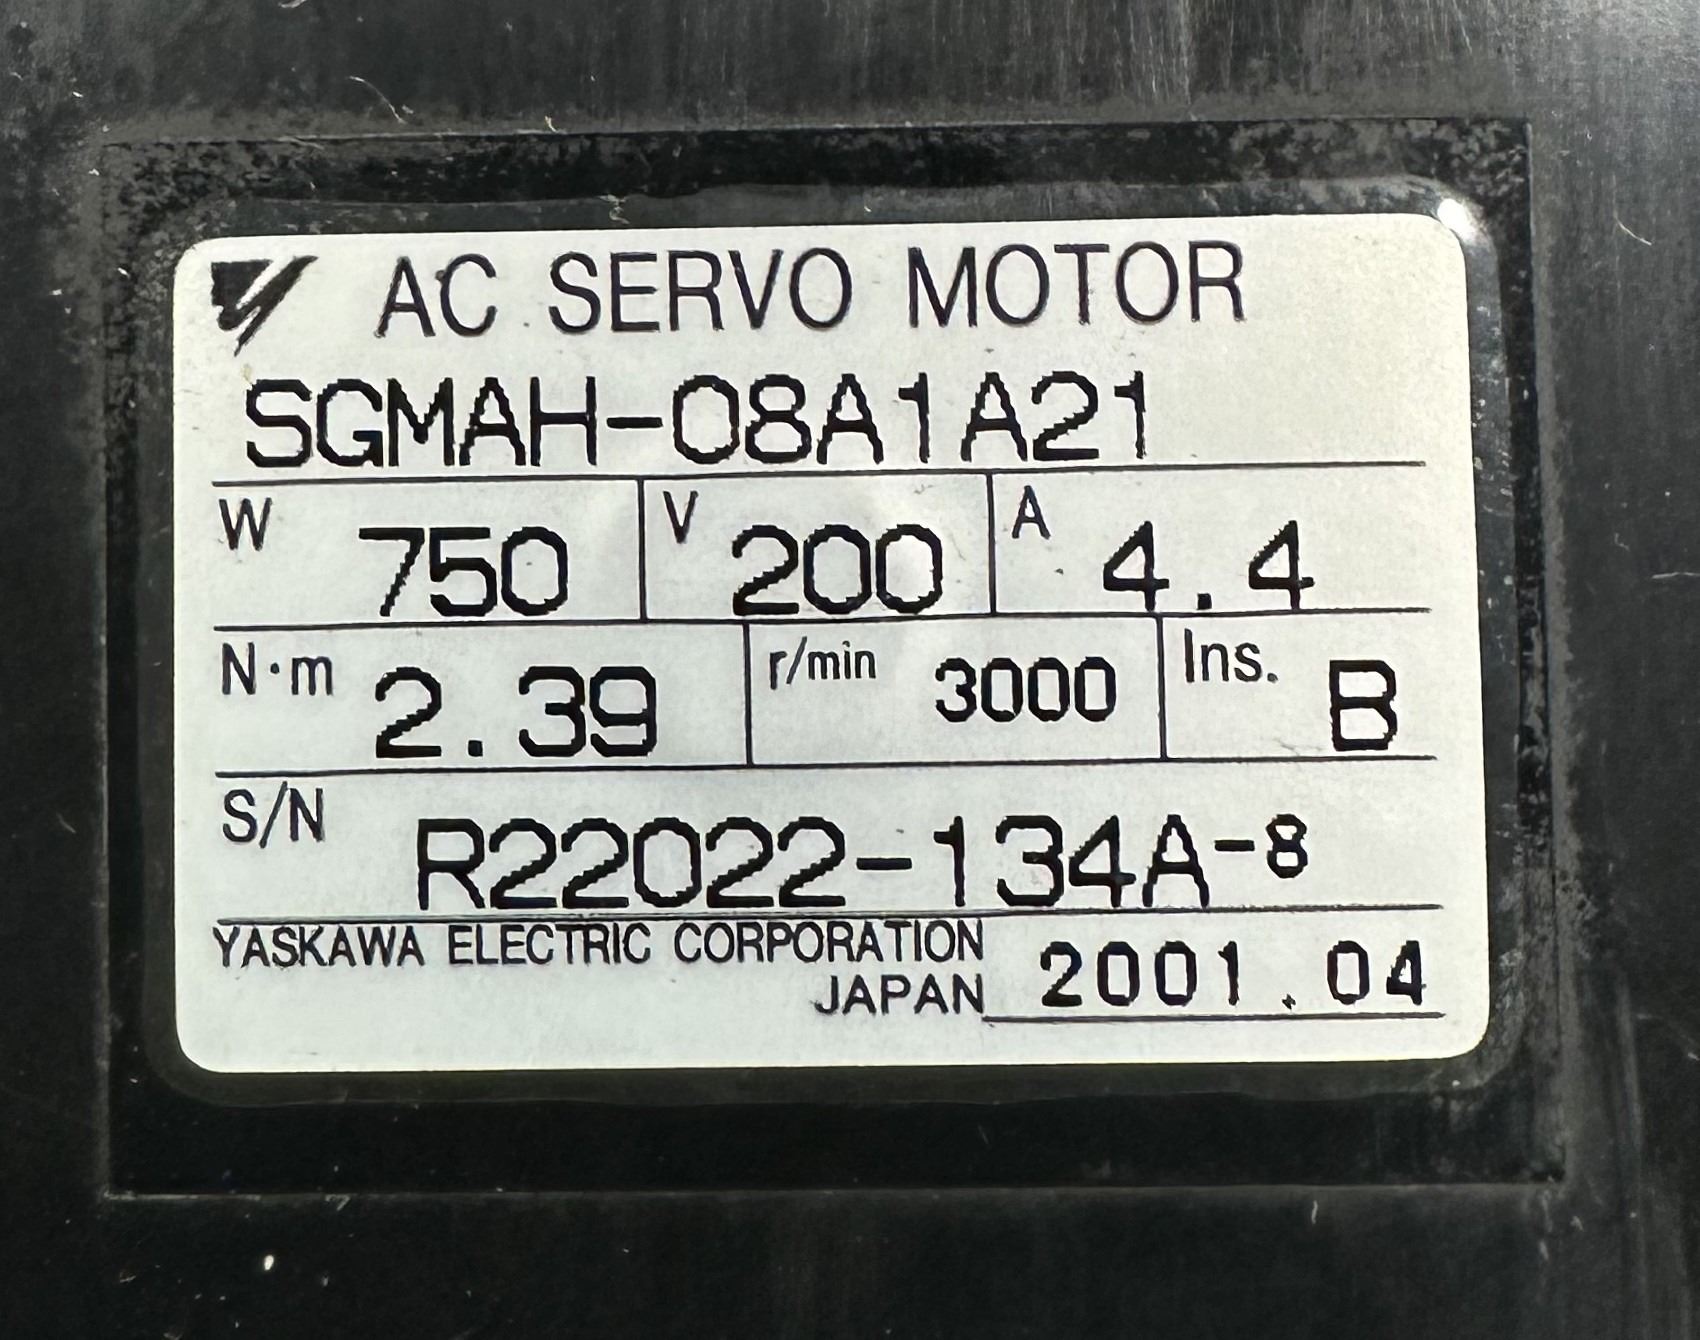 AC SERVO MOTOR
SGMAH-08A1A21
W 750 V 200 A 4.4
N·m 2.39 r/min 3000 Ins. B
S/N R22022-134A-8
YASKAWA ELECTRIC CORPORATION
JAPAN 2001.04